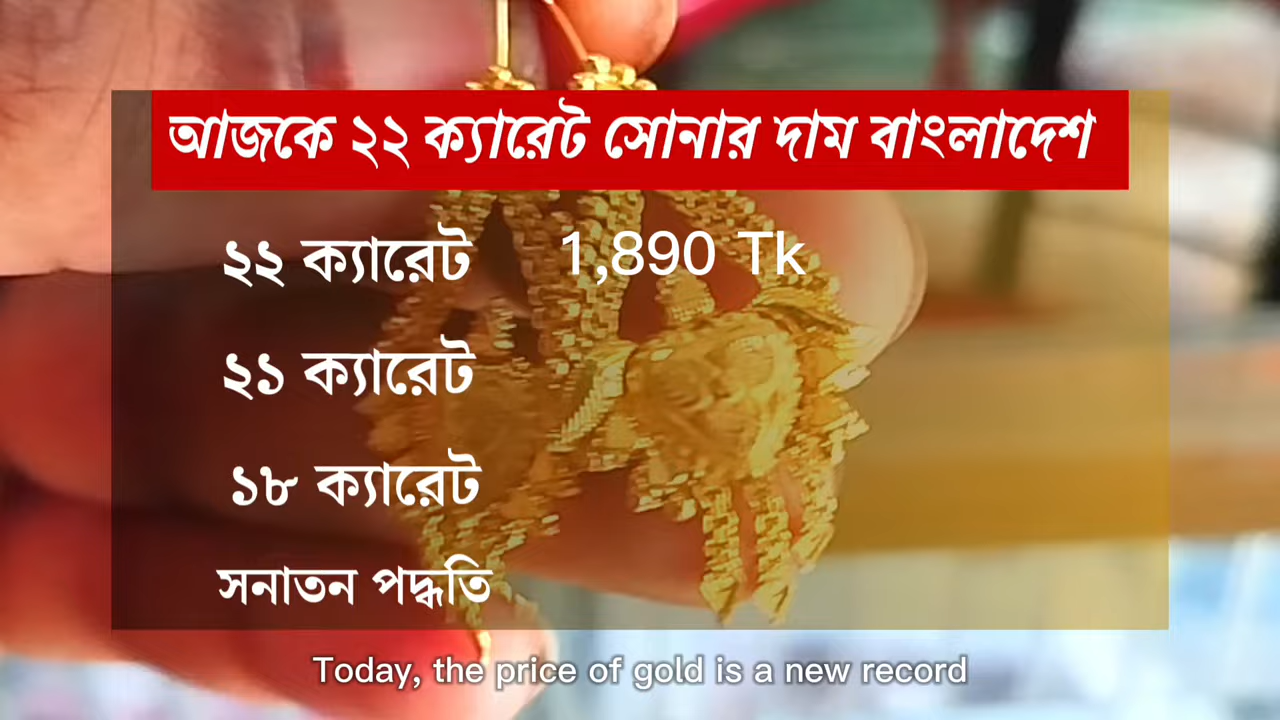 আজকে ২২ ক্যারেট সোনার দাম বাংলাদেশ
২২ ক্যারেট 1,890 Tk
২১ ক্যারেট
১৮ ক্যারেট
সনাতন পদ্ধতি
Today, the price of gold is a new record